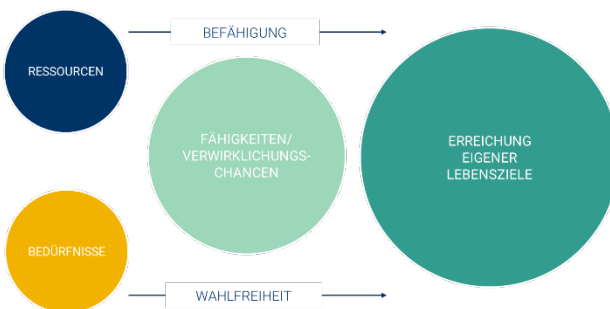 BEFÄHIGUNG
RESSOURCEN
FÄHIGKEITEN/
VERWIRKLICHUNGS-
CHANCEN
ERREICHUNG
EIGENER
LEBENSZIELE
BEDÜRFNISSE
WAHLFREIHEIT